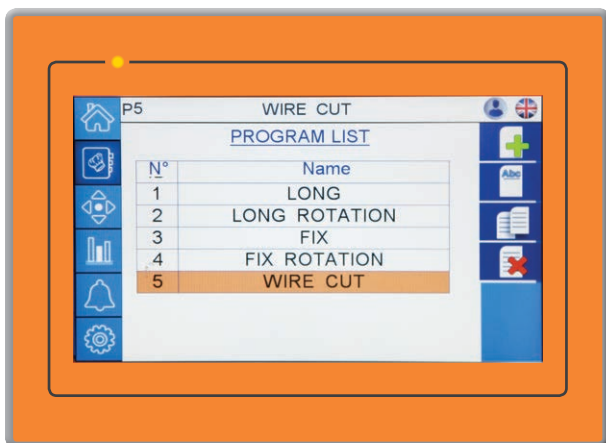 P5 WIRE CUT
PROGRAM LIST
N° Name
1 LONG
2 LONG ROTATION
3 FIX
4 FIX ROTATION
5 WIRE CUT
Abc